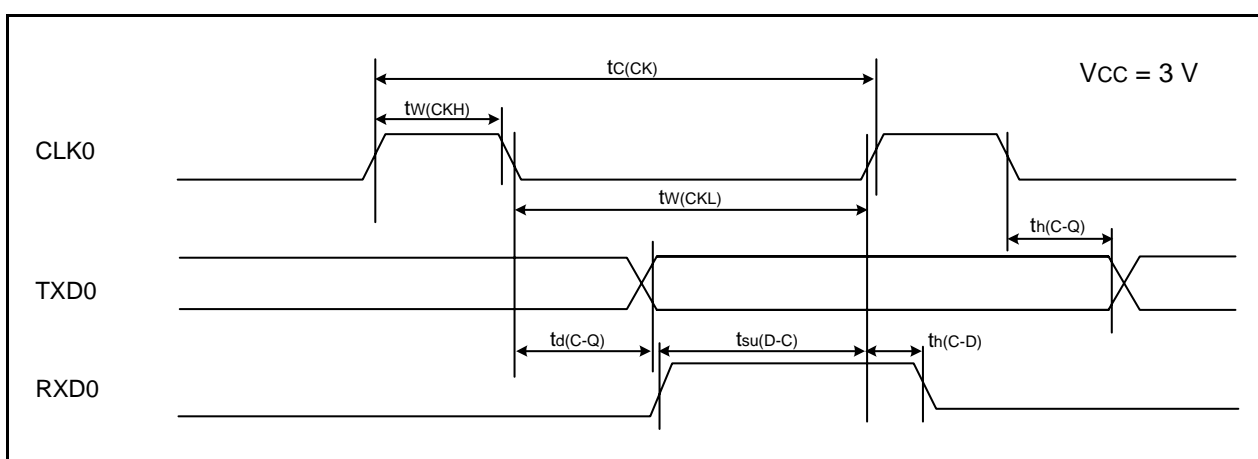 tC(CK)
VCC = 3 V
tW(CKH)
CLK0
tW(CKL)
th(C-Q)
TXD0
td(C-Q)
tsu(D-C)
th(C-D)
RXD0